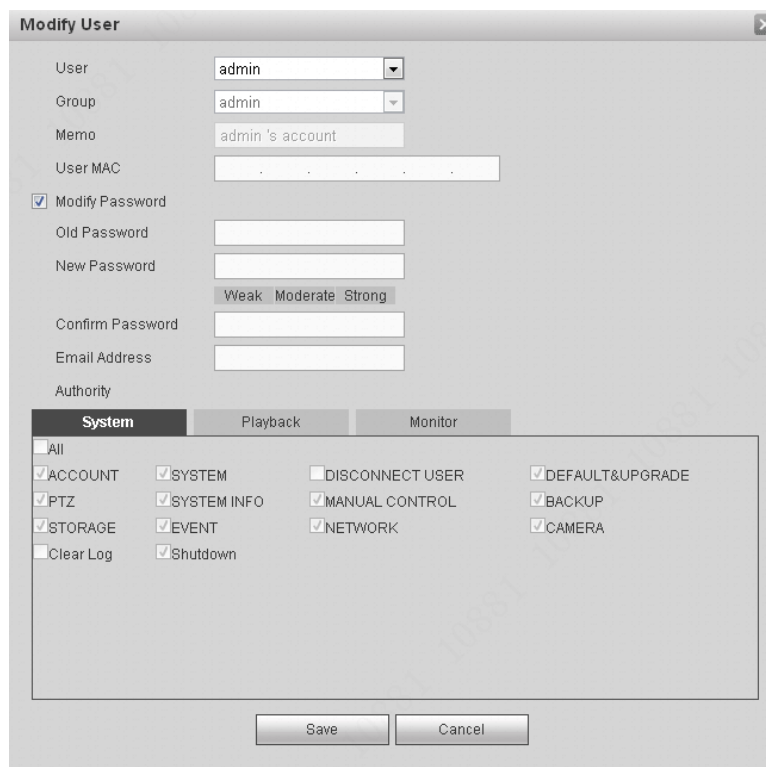 Modify User
User admin
Group admin
Memo admin 's account
User MAC . . . . .
Modify Password
Old Password
New Password
Weak Moderate Strong
Confirm Password
Email Address
Authority
System Playback Monitor
All
ACCOUNT SYSTEM DISCONNECT USER DEFAULT&UPGRADE
PTZ SYSTEM INFO MANUAL CONTROL BACKUP
STORAGE EVENT NETWORK CAMERA
Clear Log Shutdown
Save Cancel
10881 10881